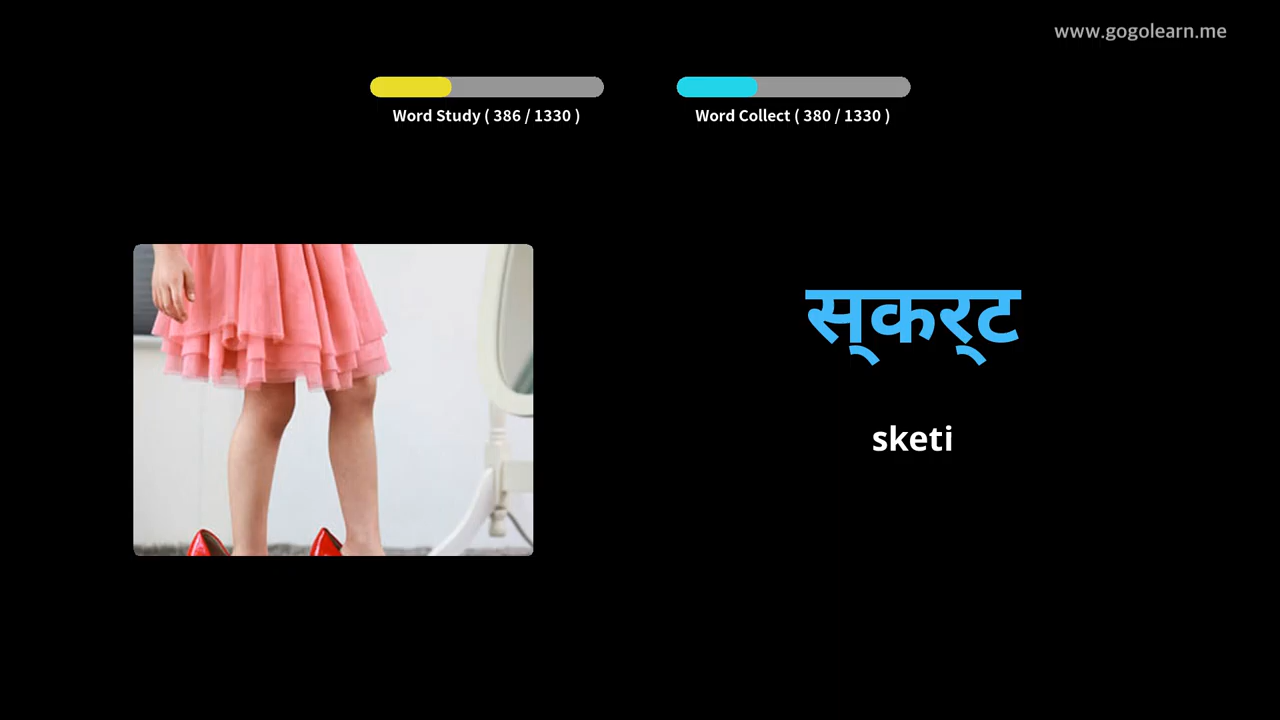 www.gogolearn.me
Word Study ( 386 / 1330 )
Word Collect ( 380 / 1330 )
स्‌कर्‌ट
sketi